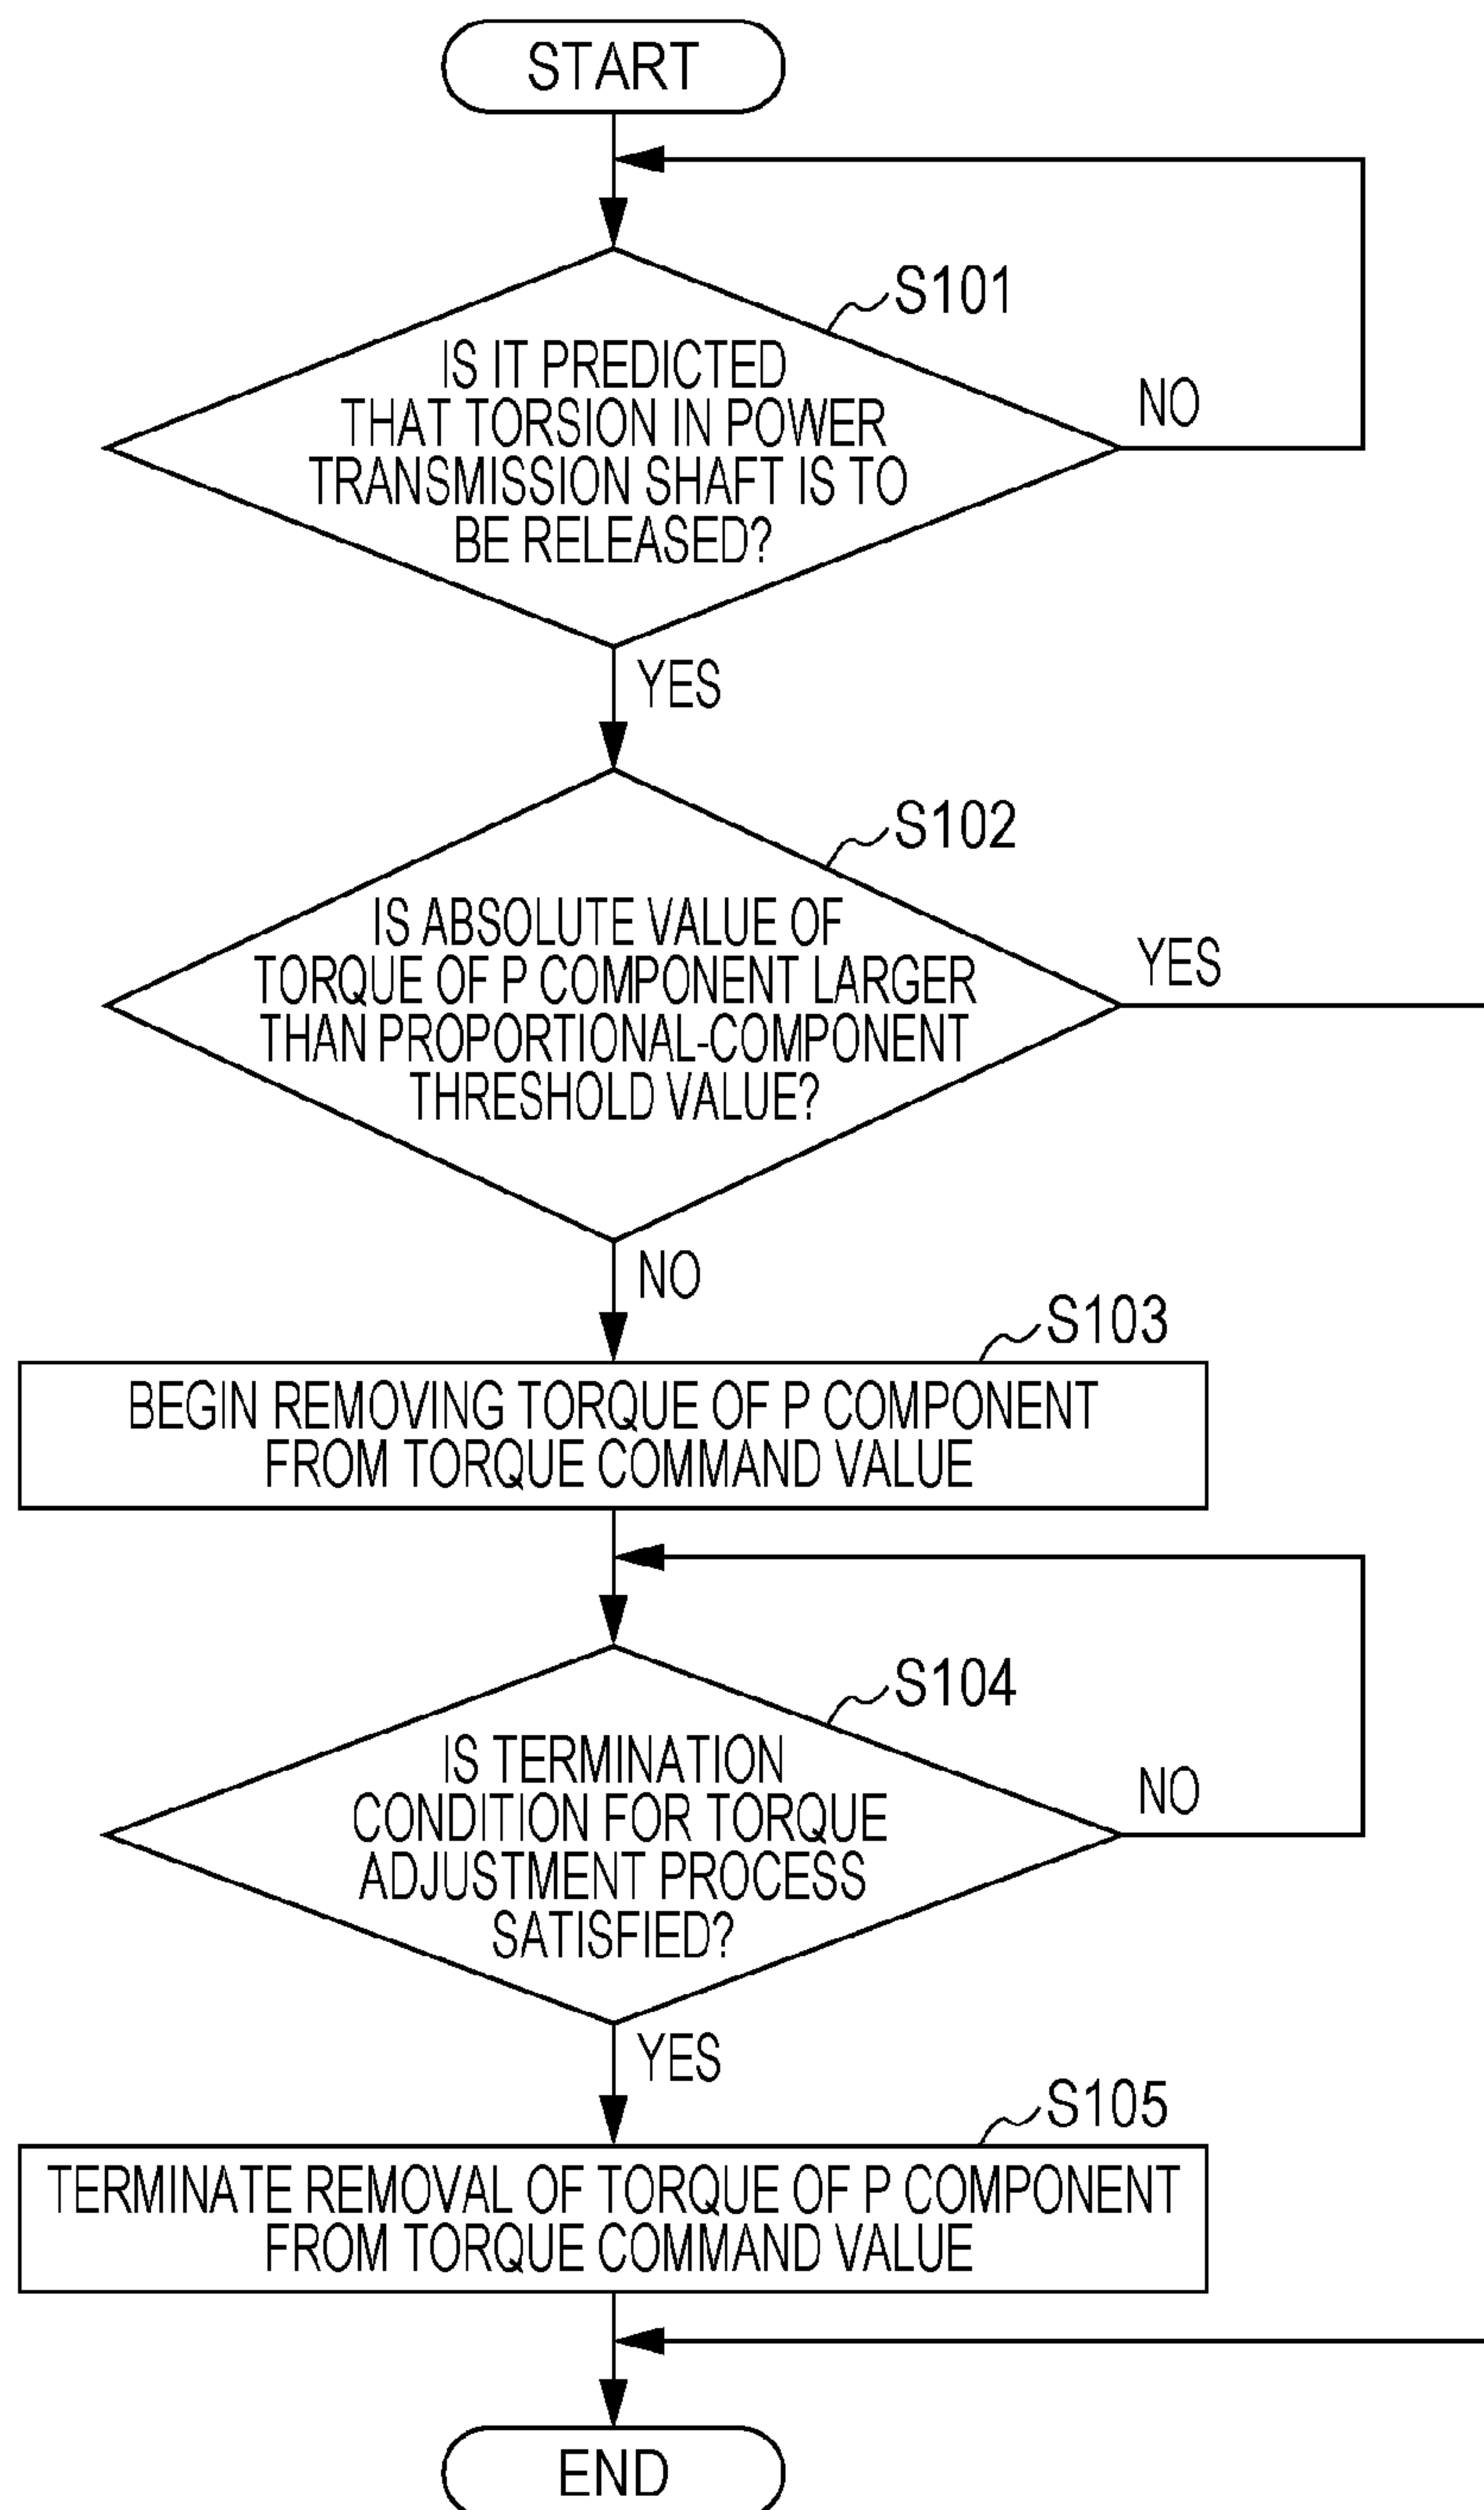 START
S101
IS IT PREDICTED
THAT TORSION IN POWER
TRANSMISSION SHAFT IS TO
BE RELEASED?
NO
YES
S102
IS ABSOLUTE VALUE OF
TORQUE OF P COMPONENT LARGER
THAN PROPORTIONAL-COMPONENT
THRESHOLD VALUE?
YES
NO
S103
BEGIN REMOVING TORQUE OF P COMPONENT
FROM TORQUE COMMAND VALUE
S104
IS TERMINATION
CONDITION FOR TORQUE
ADJUSTMENT PROCESS
SATISFIED?
NO
YES
S105
TERMINATE REMOVAL OF TORQUE OF P COMPONENT
FROM TORQUE COMMAND VALUE
END